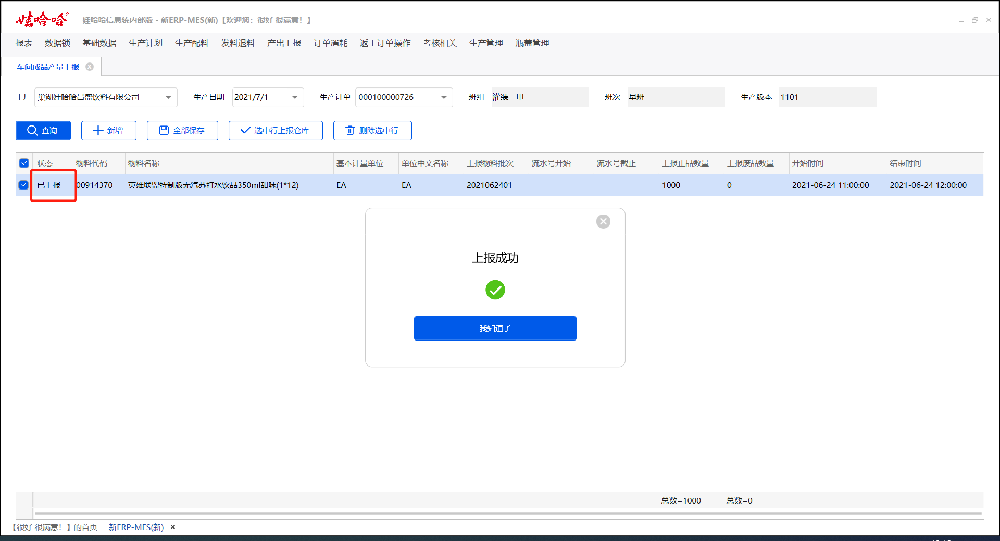 娃哈哈®
娃哈哈信息统内部版 - 新ERP-MES(新)【欢迎您：很好 很满意！】
报表 数据锁 基础数据 生产计划 生产配料 发料退料 产出上报 订单消耗 返工订单操作 考核相关 生产管理 瓶盖管理
车间成品产量上报
工厂 巢湖娃哈哈昌盛饮料有限公司 生产日期 2021/7/1 生产订单 000100000726 班组 灌装一甲 班次 早班 生产版本 1101
查询 新增 全部保存 选中行上报仓库 删除选中行
状态 物料代码 物料名称 基本计量单位 单位中文名称 上报物料批次 流水号开始 流水号截止 上报正品数量 上报废品数量 开始时间 结束时间
已上报 00914370 英雄联盟特制版无汽苏打水饮品350ml甜味(1*12) EA EA 2021062401 1000 0 2021-06-24 11:00:00 2021-06-24 12:00:00
上报成功
我知道了
总数=1000 总数=0
【很好 很满意！】的首页 新ERP-MES(新)